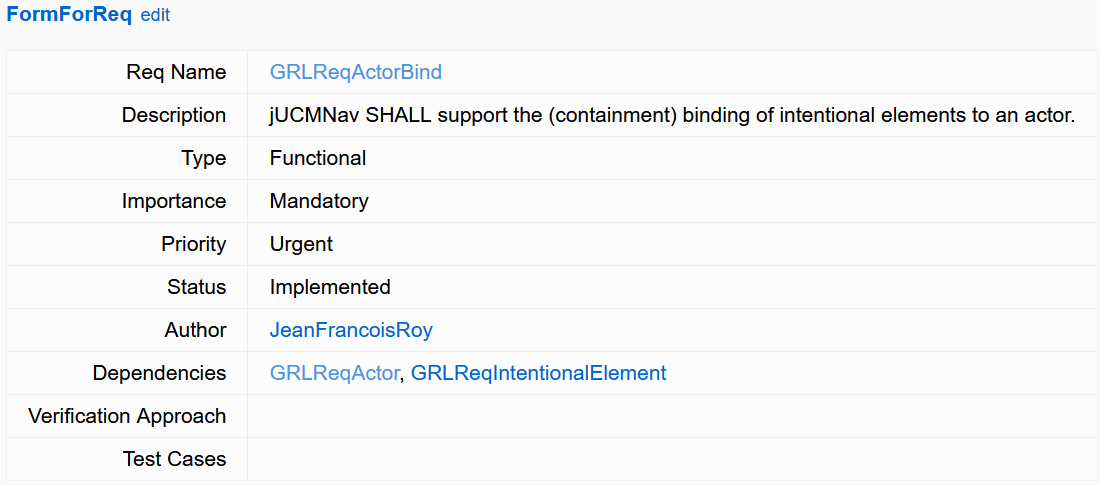 FormForReq edit
Req Name GRLReqActorBind
Description jUCMNav SHALL support the (containment) binding of intentional elements to an actor.
Type Functional
Importance Mandatory
Priority Urgent
Status Implemented
Author JeanFrancoisRoy
Dependencies GRLReqActor, GRLReqIntentionalElement
Verification Approach
Test Cases